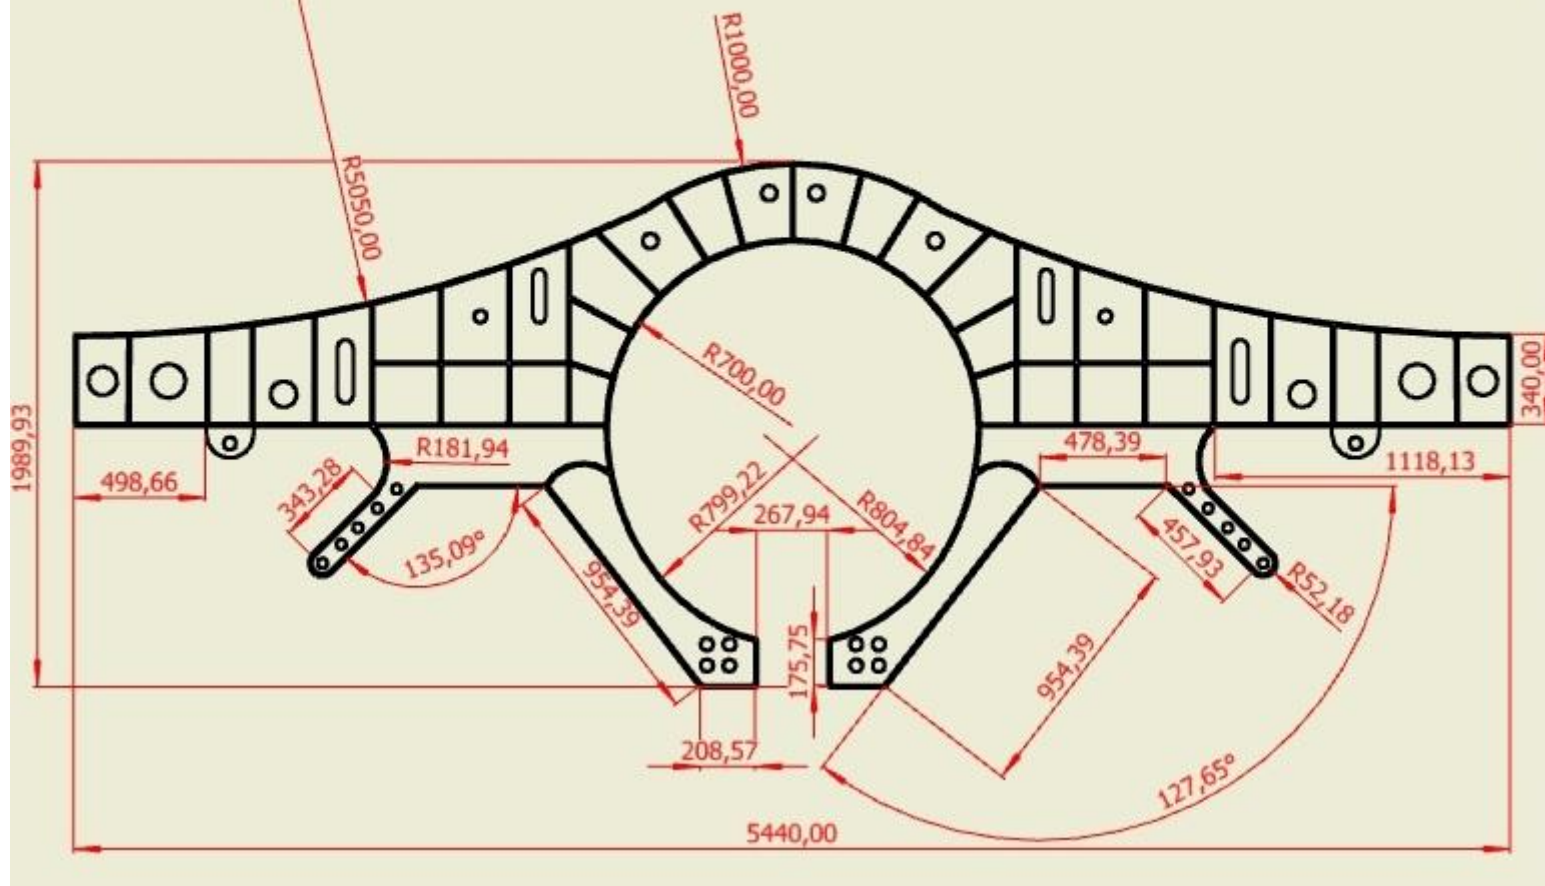 R1000,00
R5050,00
R700,00
340,00
1989,93
R181,94
478,39
1118,13
498,66
343,28
R799,22
267,94
R804,84
457,93
135,09°
954,39
R52,18
175,75
954,39
208,57
127,65°
5440,00